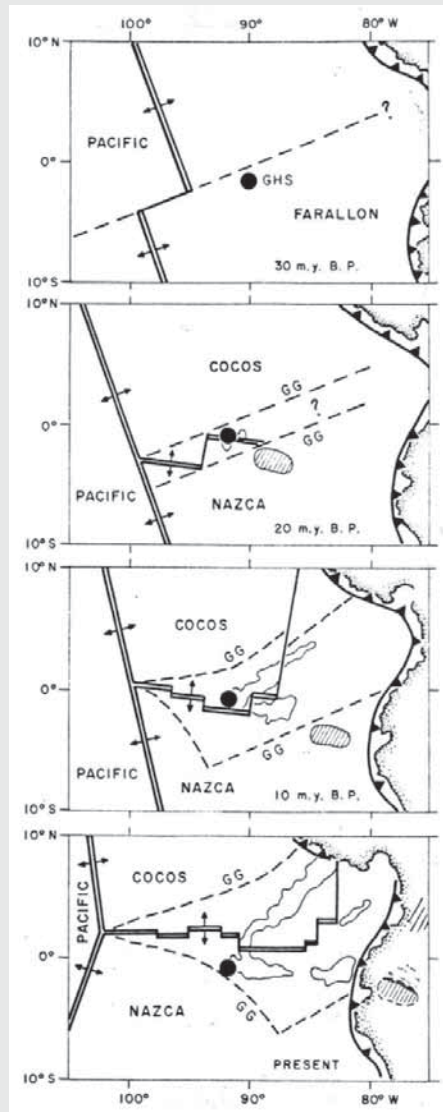 100° 90° 80° W
10° N
PACIFIC
0°
?
GHS
FARALLON
10° S
30 m.y. B.P.
COCOS
GG
0°
?
GG
PACIFIC
NAZCA
10° S
20 m.y. B.P.
10° N
COCOS
GG
0°
PACIFIC
NAZCA
GG
10° S
10 m.y. B.P.
10° N
PACIFIC
COCOS
GG
0°
NAZCA
GG
PRESENT
10° S
100° 90° 80° W